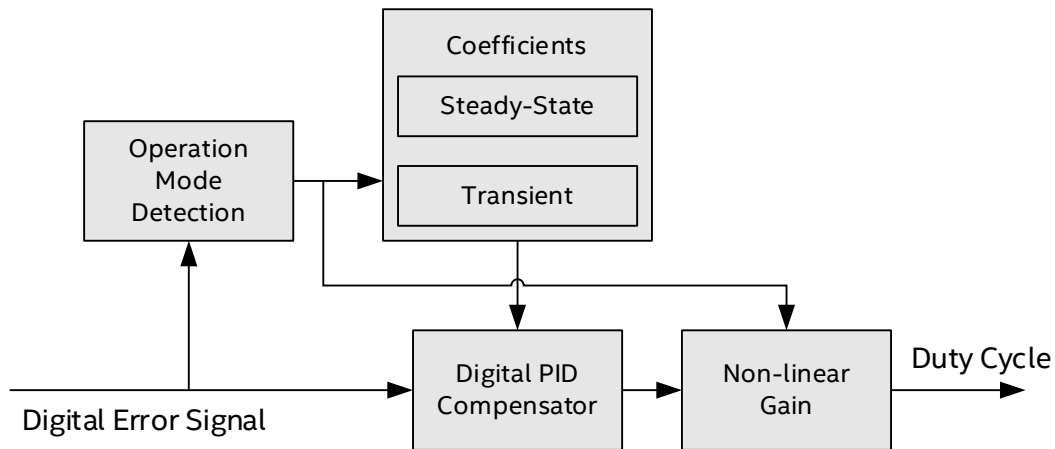 Coefficients
Steady-State
Transient
Operation
Mode
Detection
Digital PID
Compensator
Non-linear
Gain
Duty Cycle
Digital Error Signal